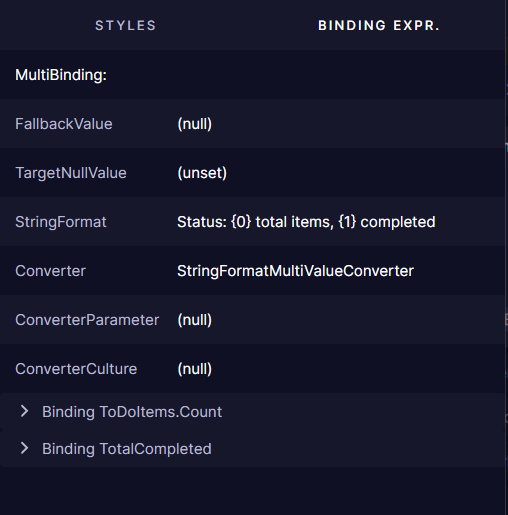 STYLES BINDING EXPR.
MultiBinding:
FallbackValue (null)
TargetNullValue (unset)
StringFormat Status: {0} total items, {1} completed
Converter StringFormatMultiValueConverter
ConverterParameter (null)
ConverterCulture (null)
Binding ToDoItems.Count
Binding TotalCompleted